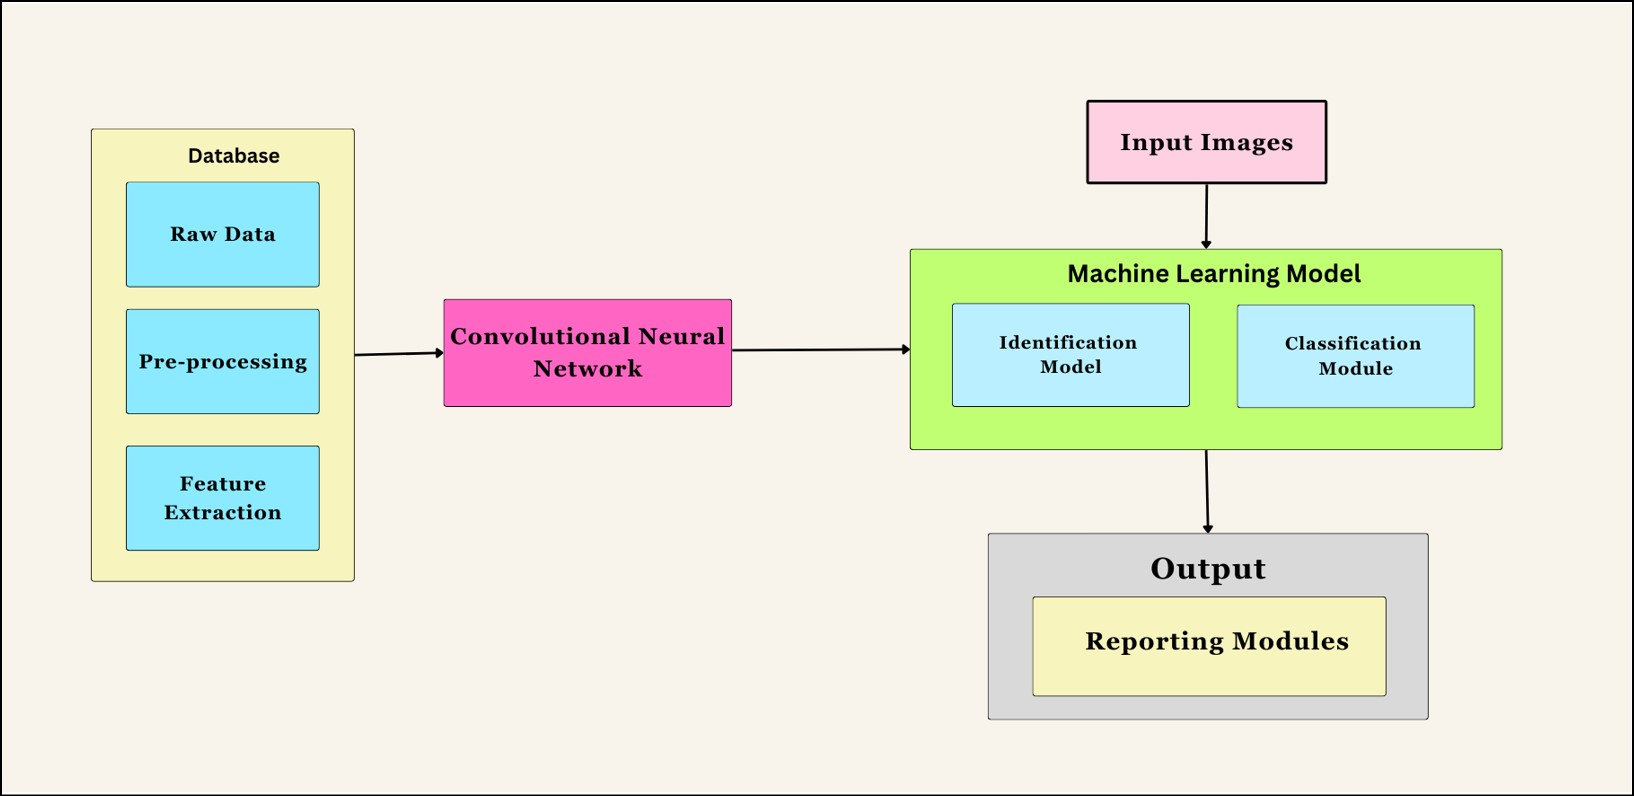 Database
Raw Data
Pre-processing
Feature
Extraction
Convolutional Neural
Network
Input Images
Machine Learning Model
Identification
Model
Classification
Module
Output
Reporting Modules